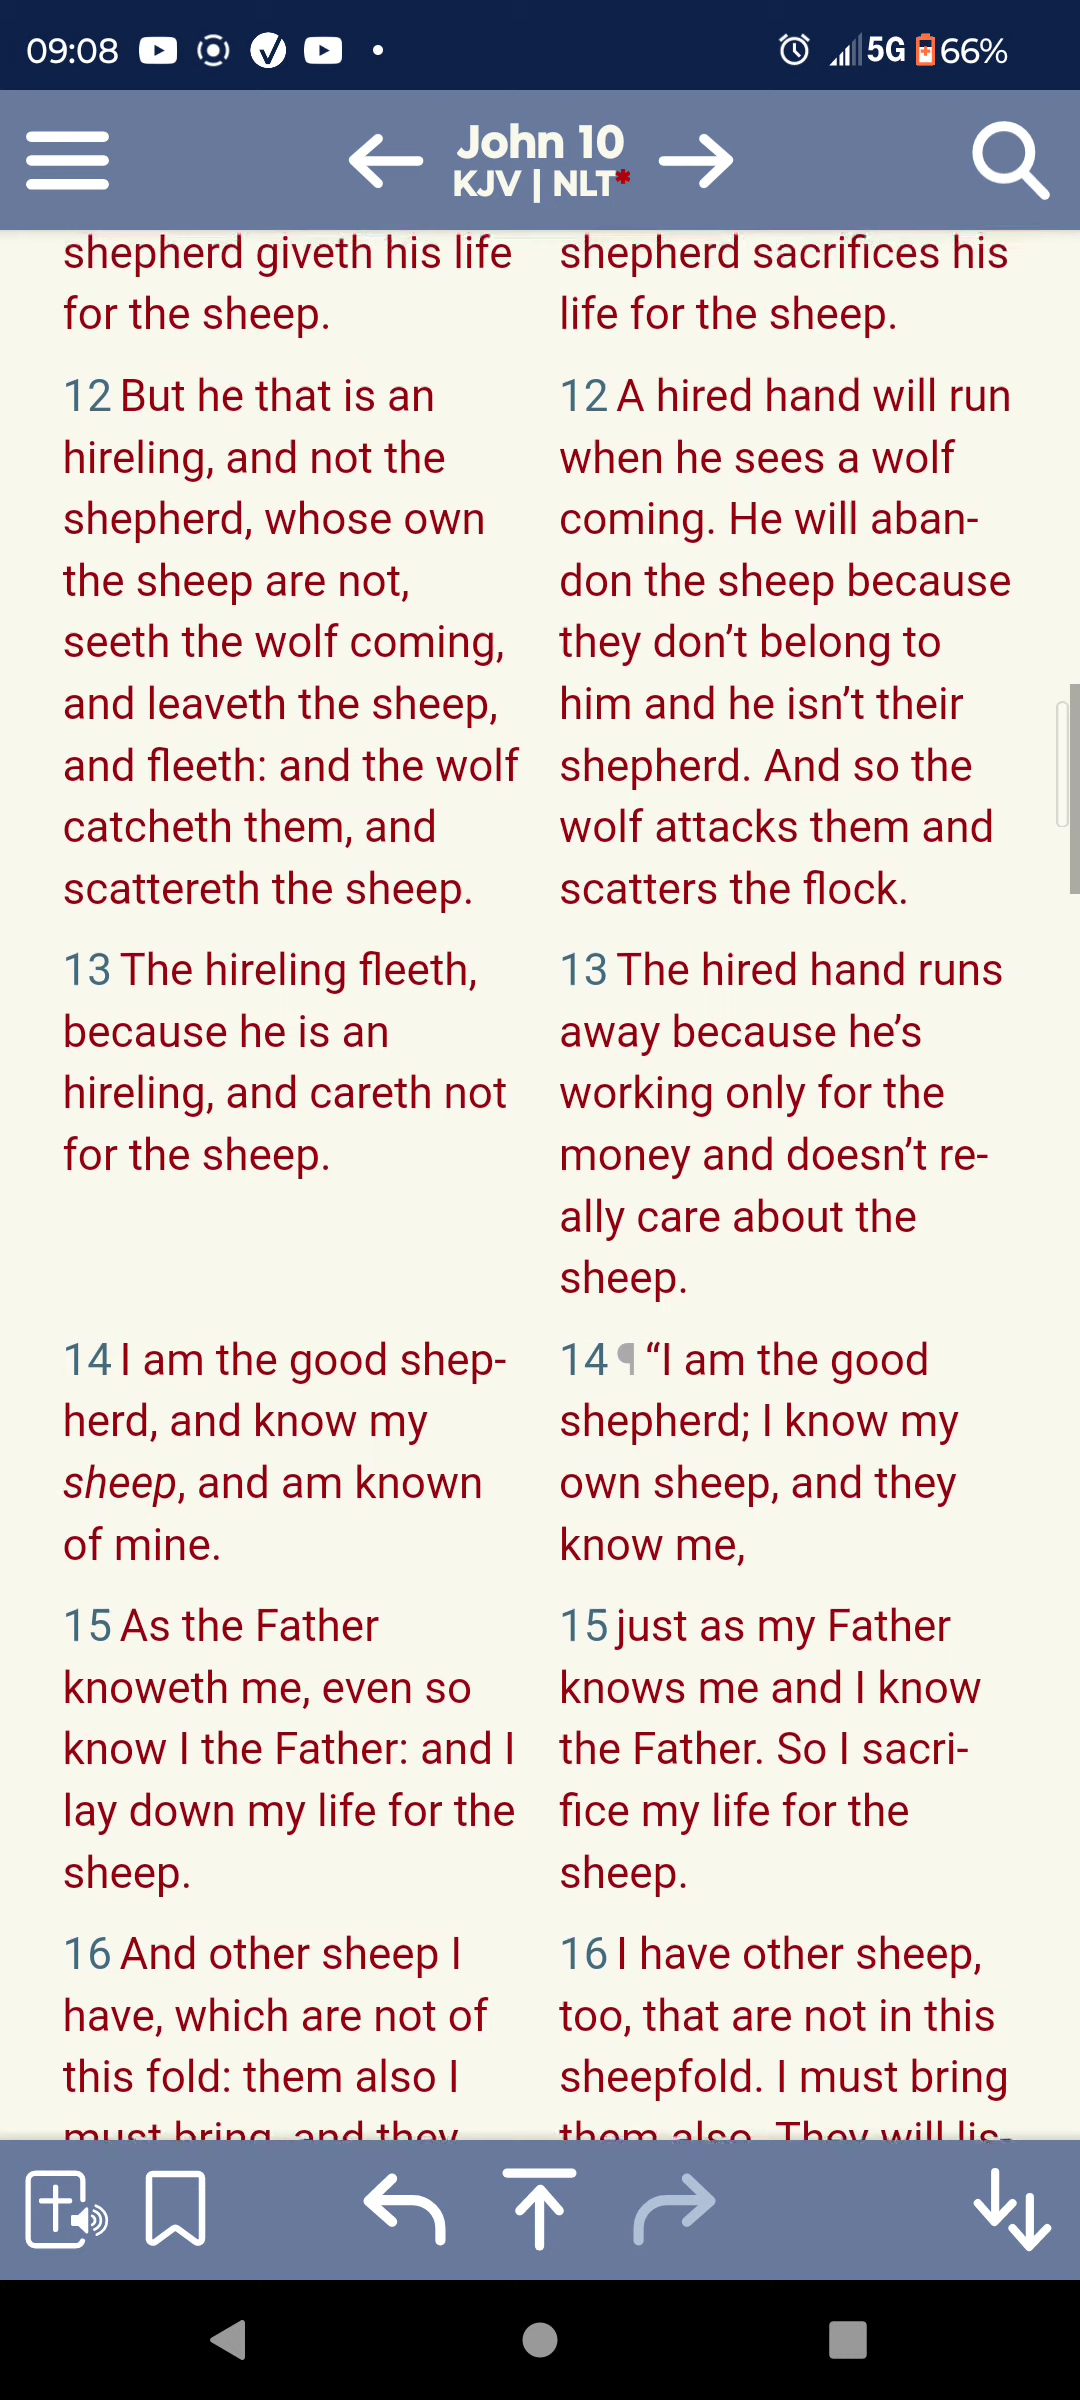 09:08
5G 66%
John 10
KJV | NLT*
shepherd giveth his life
for the sheep.
12 But he that is an
hireling, and not the
shepherd, whose own
the sheep are not,
seeth the wolf coming,
and leaveth the sheep,
and fleeth: and the wolf
catcheth them, and
scattereth the sheep.
13 The hireling fleeth,
because he is an
hireling, and careth not
for the sheep.
14 I am the good shep-
herd, and know my
sheep, and am known
of mine.
15 As the Father
knoweth me, even so
know I the Father: and I
lay down my life for the
sheep.
16 And other sheep I
have, which are not of
this fold: them also I
must bring, and they
shepherd sacrifices his
life for the sheep.
12 A hired hand will run
when he sees a wolf
coming. He will aban-
don the sheep because
they don’t belong to
him and he isn’t their
shepherd. And so the
wolf attacks them and
scatters the flock.
13 The hired hand runs
away because he’s
working only for the
money and doesn’t re-
ally care about the
sheep.
14 ¶ “I am the good
shepherd; I know my
own sheep, and they
know me,
15 just as my Father
knows me and I know
the Father. So I sacri-
fice my life for the
sheep.
16 I have other sheep,
too, that are not in this
sheepfold. I must bring
them also. They will lis-